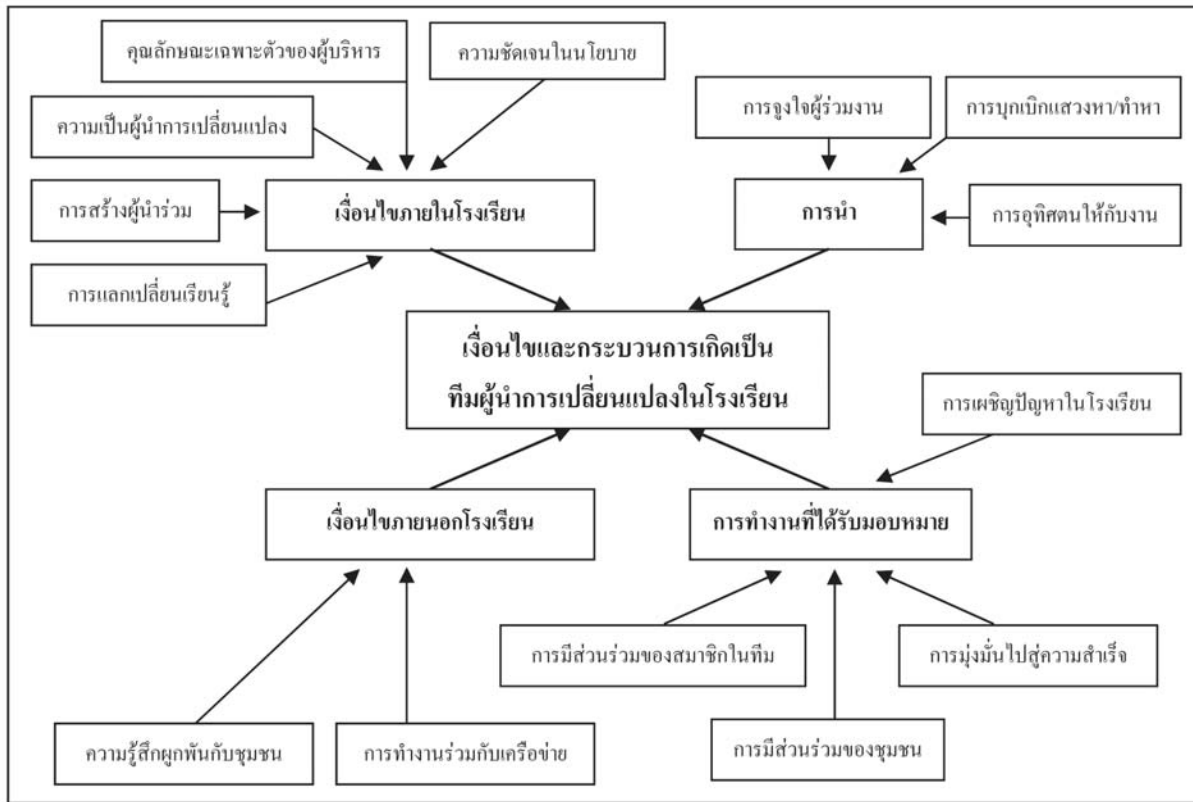 คุณลักษณะเฉพาะตัวของผู้บริหาร
ความชัดเจนในนโยบาย
ความเป็นผู้นำการเปลี่ยนแปลง
การจูงใจผู้ร่วมงาน
การบุกเบิกแสวงหา/ทำหา
การสร้างผู้นำร่วม
เงื่อนไขภายในโรงเรียน
การนำ
การอุทิศตนให้กับงาน
การแลกเปลี่ยนเรียนรู้
เงื่อนไขและกระบวนการเกิดเป็น
ทีมผู้นำการเปลี่ยนแปลงในโรงเรียน
การเผชิญปัญหาในโรงเรียน
เงื่อนไขภายนอกโรงเรียน
การทำงานที่ได้รับมอบหมาย
การมีส่วนร่วมของสมาชิกในทีม
การมุ่งมั่นไปสู่ความสำเร็จ
ความรู้สึกผูกพันกับชุมชน
การทำงานร่วมกับเครือข่าย
การมีส่วนร่วมของชุมชน